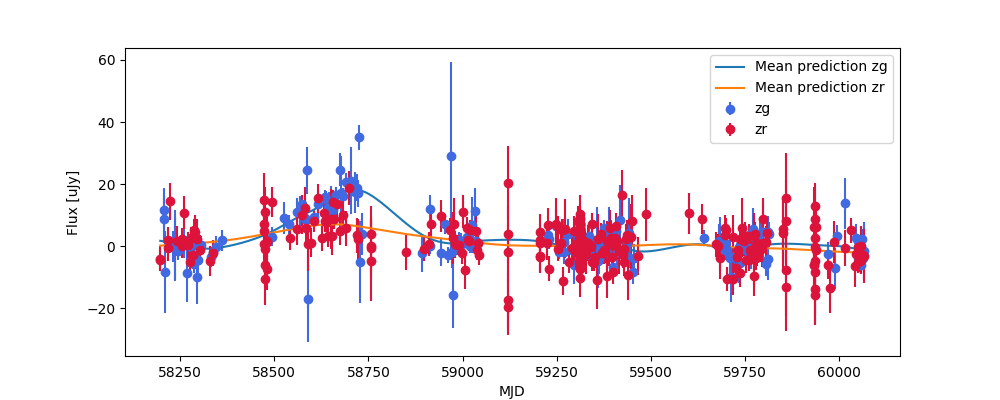 60
40
20
0
−20
Flux [uJy]
58250 58500 58750 59000 59250 59500 59750 60000
MJD
Mean prediction zg
Mean prediction zr
zg
zr